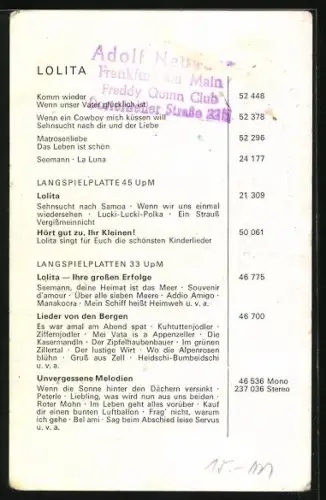 Adolf
Frankfurt am Main
Freddy Quinn Club
Straße
LOLITA
Komm wieder
Wenn unser Vater glücklich ist! 52 448
Wenn ein Cowboy mich küssen will 52 378
Sehnsucht nach dir und der Liebe
Matrosenliebe 52 296
Das Leben ist schön
Seemann · La Luna 24 177
LANGSPIELPLATTE 45 UpM
Lolita 21 309
Sehnsucht nach Samoa · Wenn wir uns einmal
wiedersehen · Lucki-Lucki-Polka · Ein Strauß
Vergißmeinnicht
Hört gut zu, Ihr Kleinen! 50 061
Lolita singt für Euch die schönsten Kinderlieder
LANGSPIELPLATTEN 33 UpM
Lolita — Ihre großen Erfolge 46 775
Seemann, deine Heimat ist das Meer · Souvenir
d'amour · Über alle sieben Meere · Addio Amigo ·
Manakoora · Mein Schiff heißt Heimweh u. v. a.
Lieder von den Bergen 46 700
Es war amal am Abend spat · Kuhtuttenjodler ·
Ziffernjodler · Mei Vata is a Appenzeller · Die
Kasermandln · Der Zipfelhaubenbauer · Im grünen
Zillertal · Der lustige Wirt · Wo die Alpenrosen
blühn · Gruß aus Zell · Heidschi-Bumbeidschi
u. v. a.
Unvergessene Melodien 46 536 Mono
Wenn die Sonne hinter den Dächern versinkt · 237 036 Stereo
Peterle · Liebling, was wird nun aus uns beiden ·
Roter Mohn · Im Leben geht alles vorüber · Kauf
dir einen bunten Luftballon · Frag' nicht, warum
ich gehe · Bel ami · Sag beim Abschied leise Servus
u. v. a.
15.-